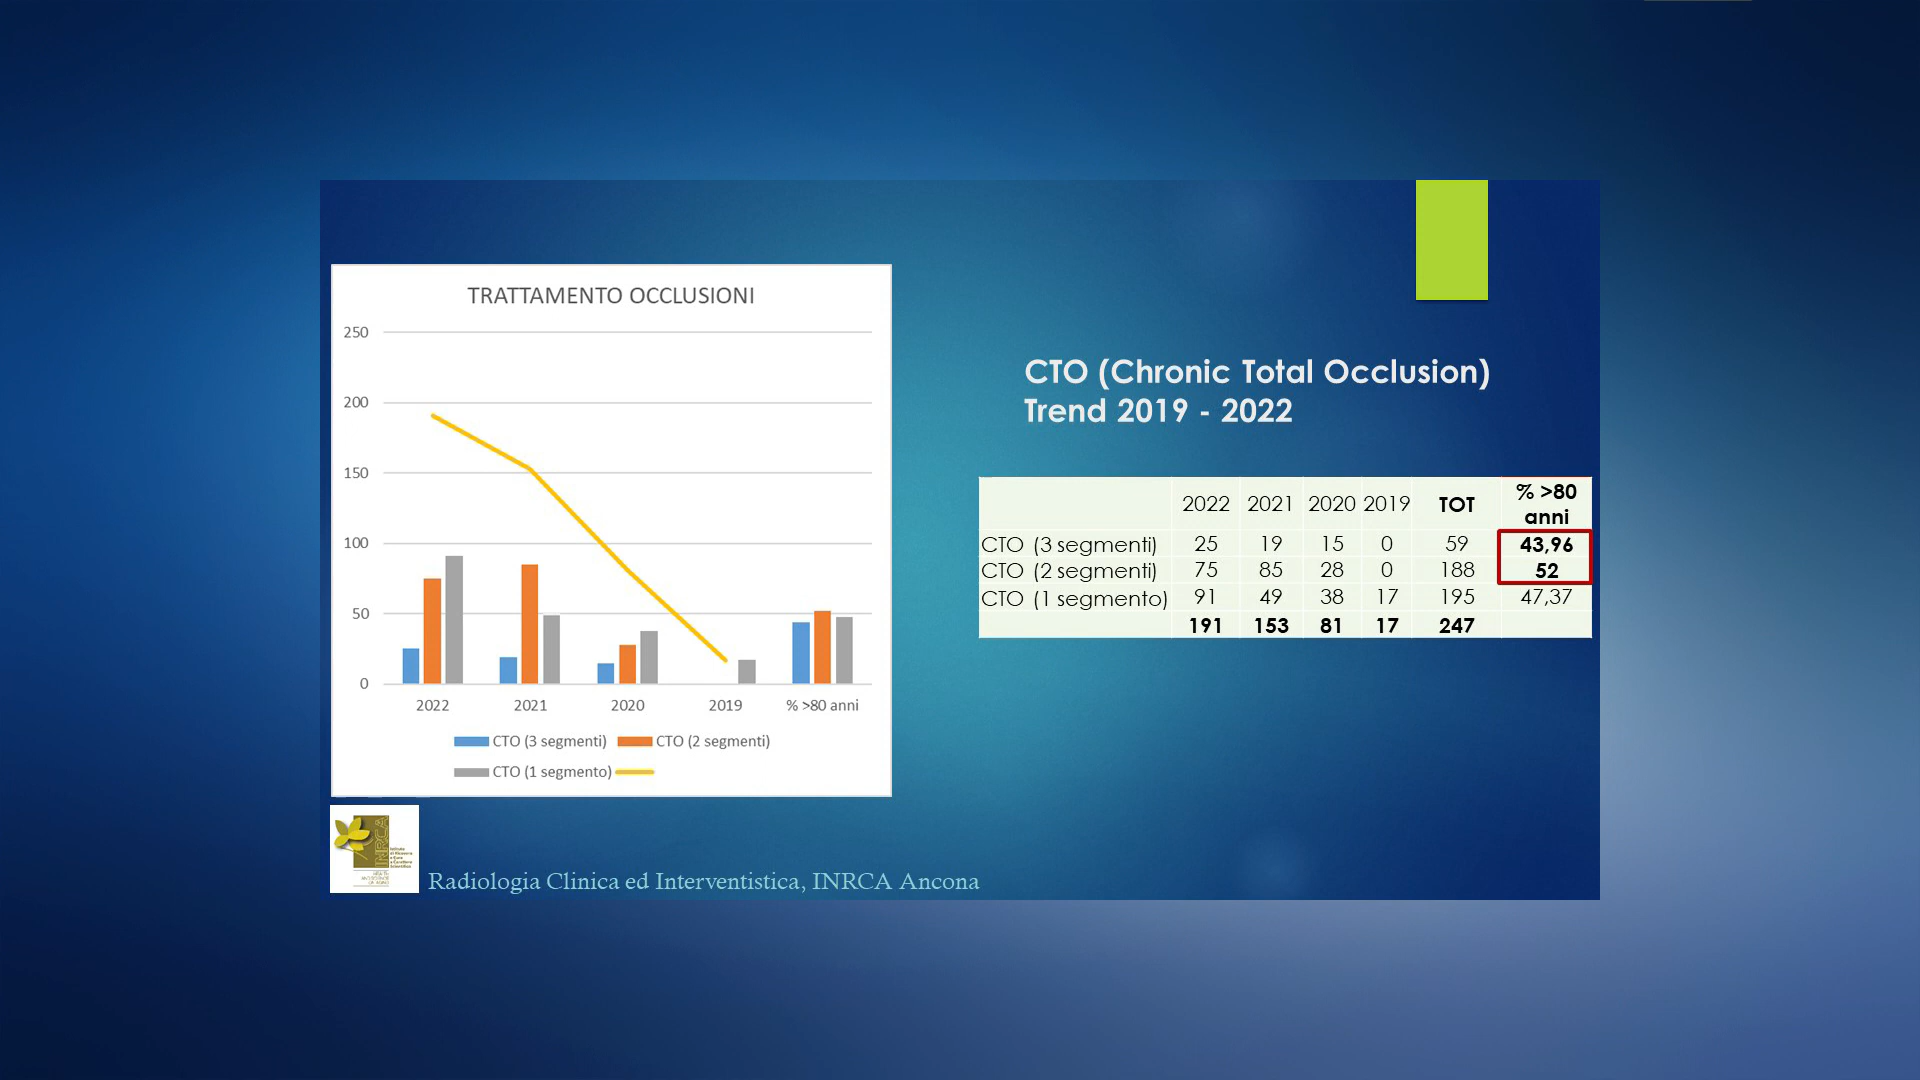 TRATTAMENTO OCCLUSIONI
250
200
150
100
50
0
2022 2021 2020 2019 % >80 anni
CTO (3 segmenti) CTO (2 segmenti)
CTO (1 segmento)
CTO (Chronic Total Occlusion)
Trend 2019 - 2022
2022 2021 2020 2019 TOT % >80 anni
CTO (3 segmenti) 25 19 15 0 59 43,96
CTO (2 segmenti) 75 85 28 0 188 52
CTO (1 segmento) 91 49 38 17 195 47,37
191 153 81 17 247
INRCA
Radiologia Clinica ed Interventistica, INRCA Ancona